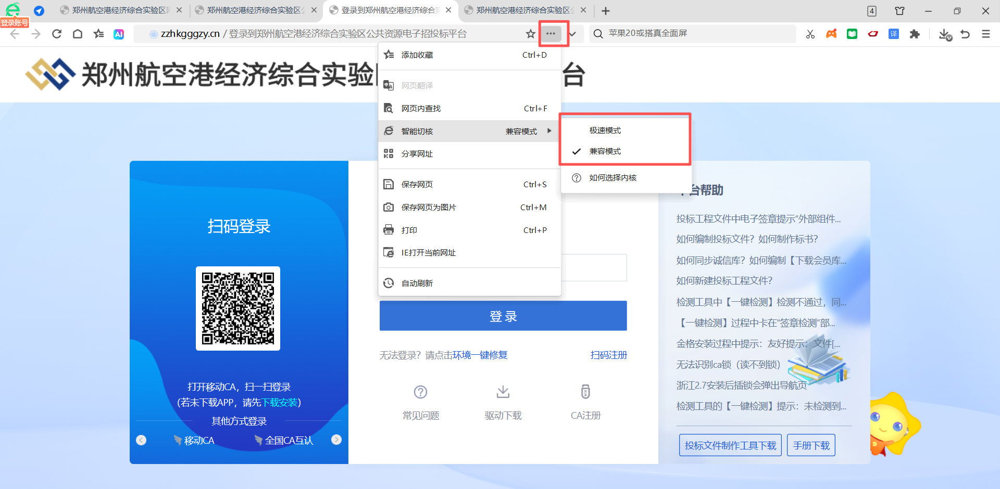 郑州航空港经济综合实验区
郑州航空港经济综合实验区公
登录到郑州航空港经济综合实
郑州航空港经济综合实验区公
4
登录账号
AI
zzhkgggzy.cn / 登录到郑州航空港经济综合实验区公共资源电子招投标平台
苹果20或搭真全面屏
译
郑州航空港经济综合实验
台
添加收藏 Ctrl+D
网页翻译
网页内查找 Ctrl+F
智能切核 兼容模式
分享网址
保存网页 Ctrl+S
保存网页为图片 Ctrl+M
打印 Ctrl+P
IE打开当前网址
自动刷新
极速模式
兼容模式
如何选择内核
扫码登录
打开移动CA，扫一扫登录
(若未下载APP，请先下载安装)
其他方式登录
移动CA
全国CA互认
登录
无法登录？请点击环境一键修复
扫码注册
常见问题
驱动下载
CA注册
台帮助
投标工程文件中电子签章提示"外部组件...
如何编制投标文件？如何制作标书？
如何同步诚信库？如何编制【下载会员库...
如何新建投标工程文件？
检测工具中【一键检测】检测不通过，同...
【一键检测】过程中卡在"签章检测"部...
金格安装过程中提示：友好提示：文件[...
无法识别ca锁（读不到锁）
浙江2.7安装后插锁会弹出导航页
检测工具的【一键检测】提示：未检测到...
投标文件制作工具下载
手册下载